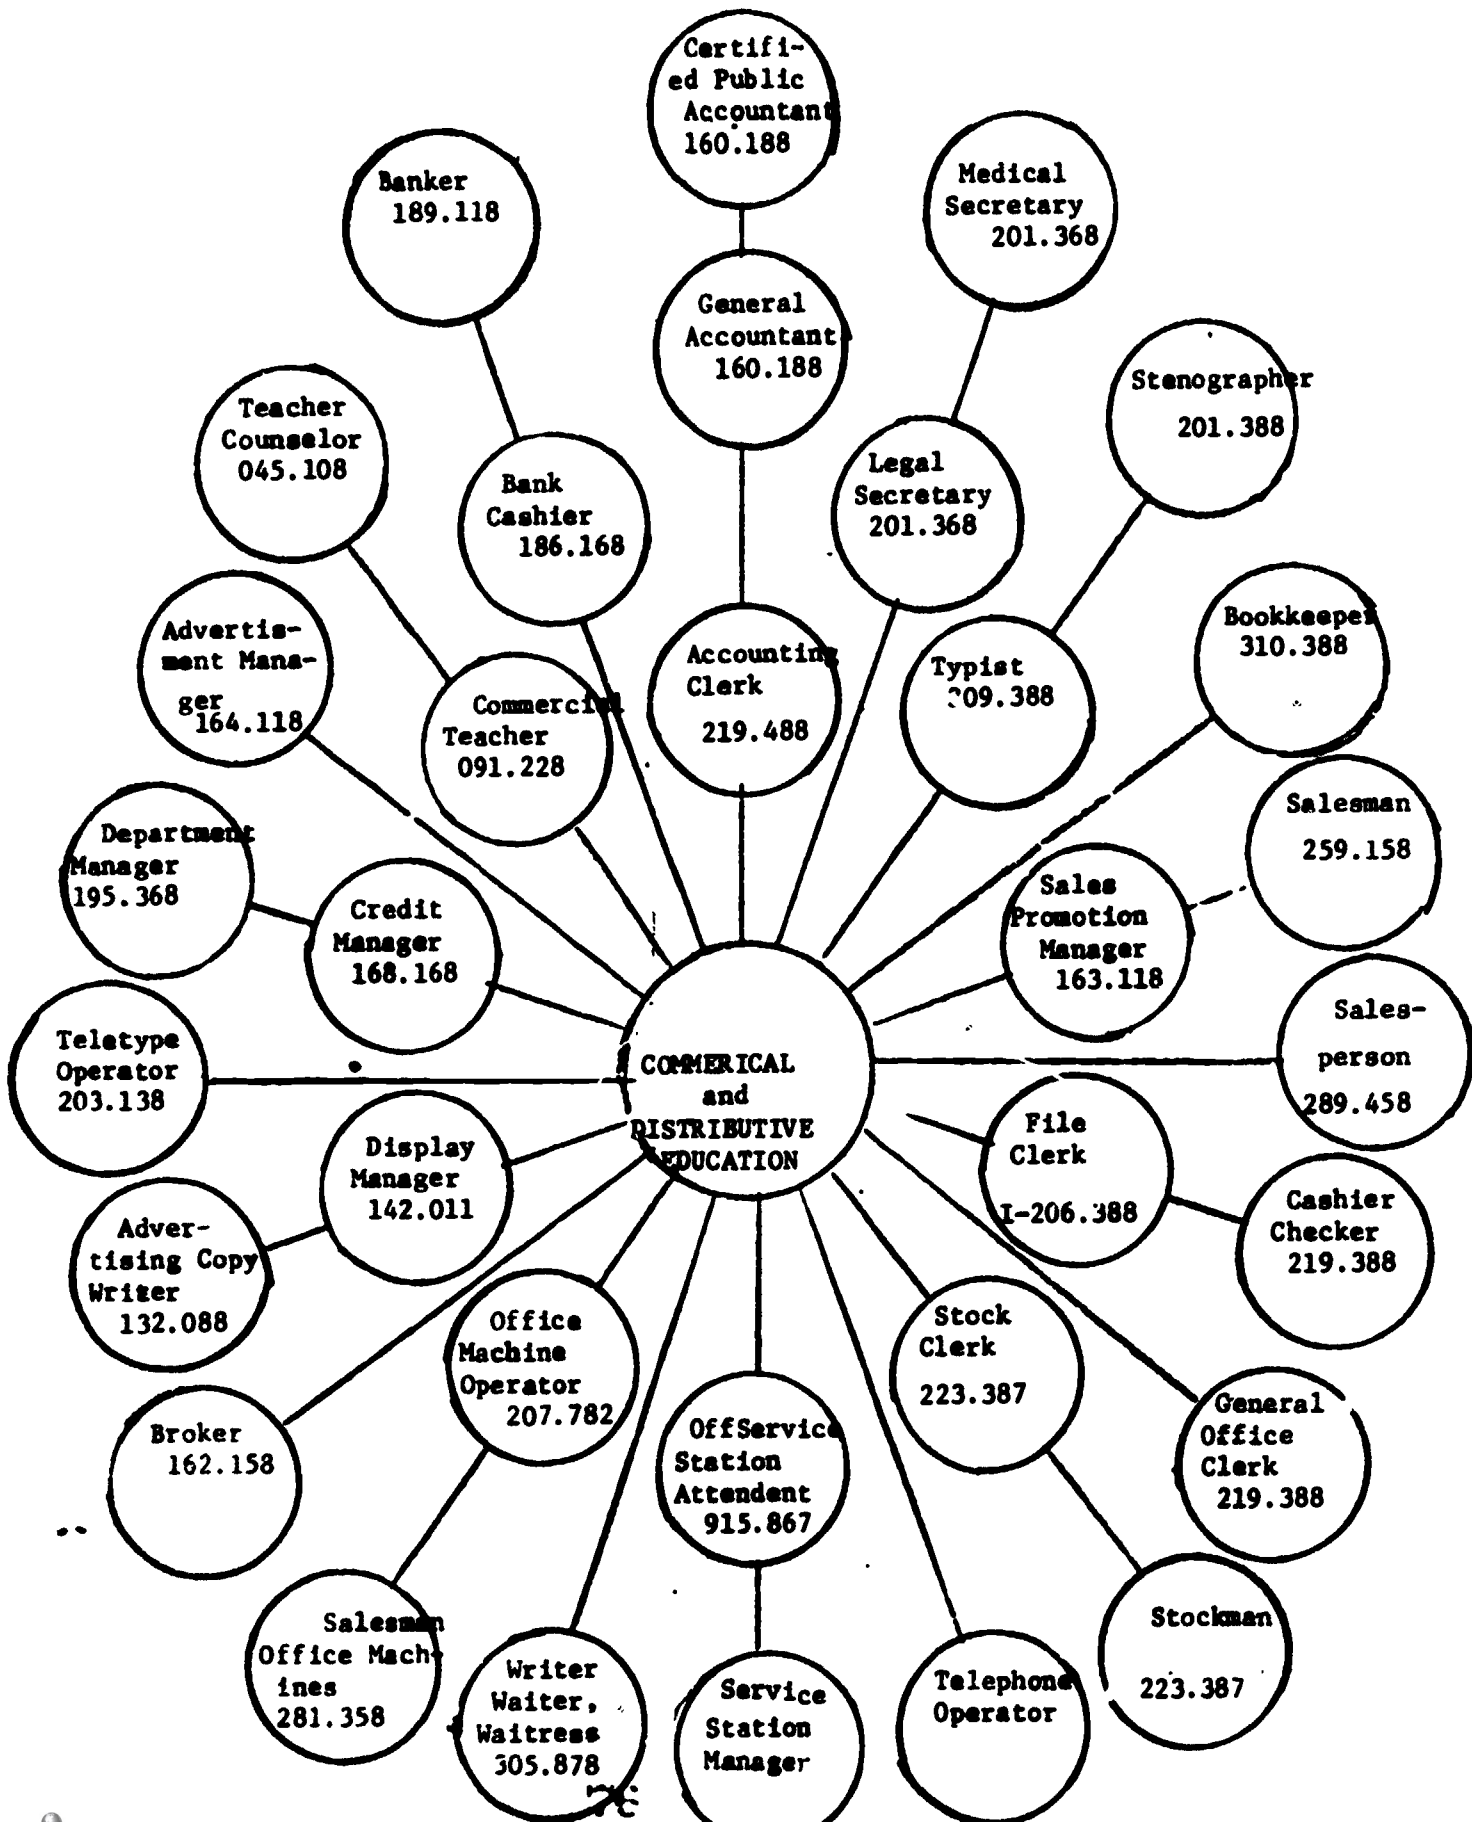 Certifi-
ed Public
Accountant
160.188
Banker
189.118
Medical
Secretary
201.368
General
Accountant
160.188
Stenographer
201.388
Teacher
Counselor
045.108
Bank
Cashier
186.168
Legal
Secretary
201.368
Advertis-
ment Mana-
ger
164.118
Commercial
Teacher
091.228
Accounting
Clerk
219.488
Typist
209.388
Bookkeeper
310.388
Department
Manager
195.368
Credit
Manager
168.168
Sales
Promotion
Manager
163.118
Salesman
259.158
Teletype
Operator
203.138
COMMERICAL
and
DISTRIBUTIVE
EDUCATION
Sales-
person
289.458
Display
Manager
142.011
File
Clerk
I-206.388
Adver-
tising Copy
Writer
132.088
Cashier
Checker
219.388
Office
Machine
Operator
207.782
Stock
Clerk
223.387
Broker
162.158
OffService
Station
Attendent
915.867
General
Office
Clerk
219.388
Salesman
Office Mach-
ines
281.358
Writer
Waiter,
Waitress
305.878
Service
Station
Manager
Telephone
Operator
Stockman
223.387